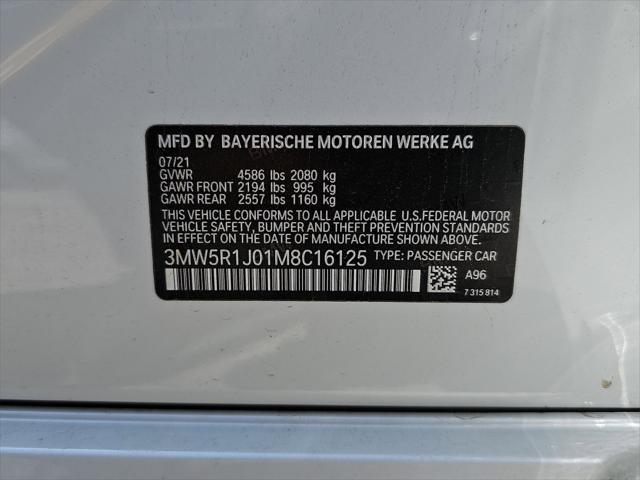 MFD BY BAYERISCHE MOTOREN WERKE AG
07/21
GVWR 4586 lbs 2080 kg
GAWR FRONT 2194 lbs 995 kg
GAWR REAR 2557 lbs 1160 kg
THIS VEHICLE CONFORMS TO ALL APPLICABLE U.S.FEDERAL MOTOR
VEHICLE SAFETY, BUMPER AND THEFT PREVENTION STANDARDS
IN EFFECT ON THE DATE OF MANUFACTURE SHOWN ABOVE.
3MW5R1J01M8C16125 TYPE: PASSENGER CAR
A96
7 315 814